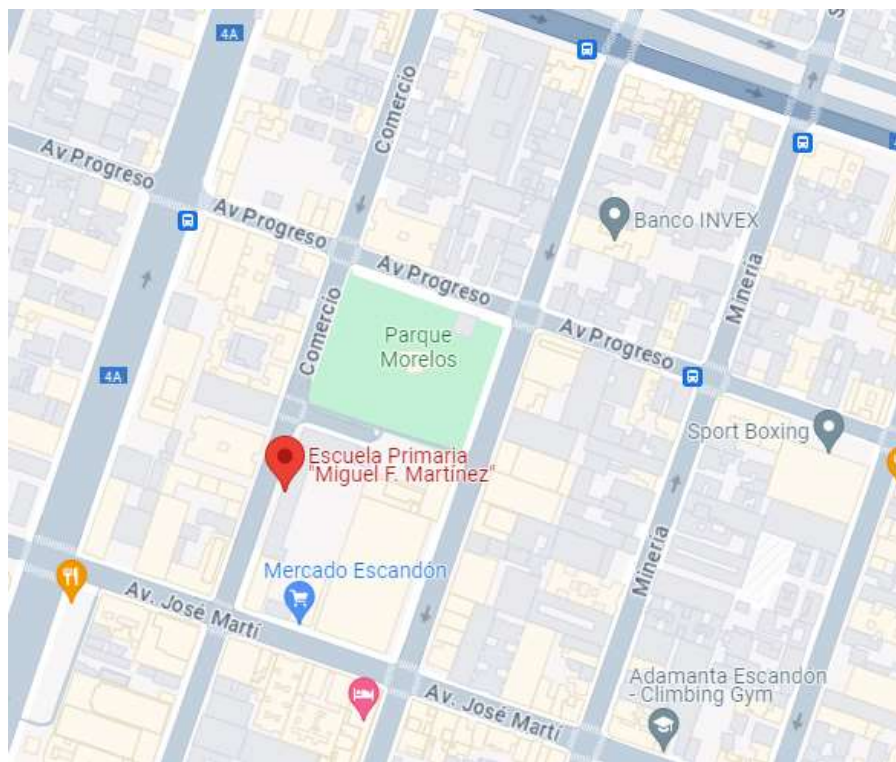 4A
Comercio
Av Progreso
Av Progreso
Banco INVEX
Av Progreso
Minería
Comercio
Parque
Morelos
Av Progreso
4A
Sport Boxing
Escuela Primaria
"Miguel F. Martínez"
Mercado Escandón
Minería
Av. José Martí
Adamanta Escandón
- Climbing Gym
Av. José Martí